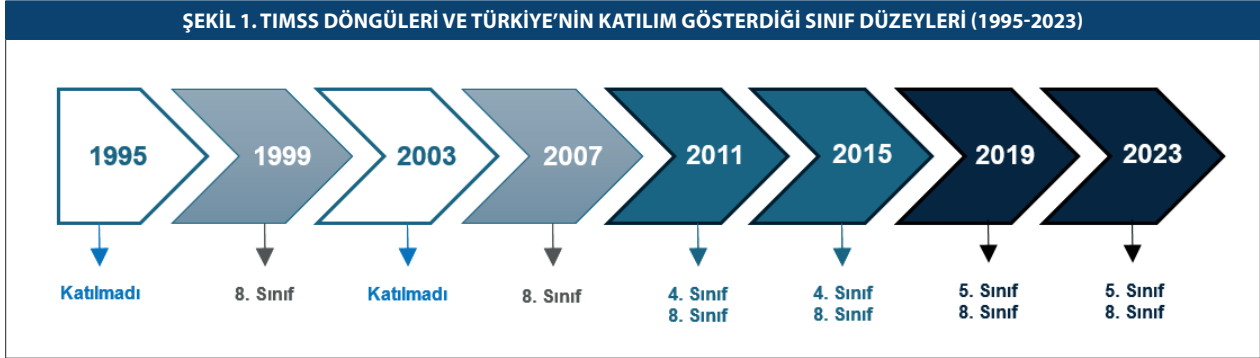 ŞEKİL 1. TIMSS DÖNGÜLERİ VE TÜRKİYE'NİN KATILIM GÖSTERDİĞİ SINIF DÜZEYLERİ (1995-2023)
1995
1999
2003
2007
2011
2015
2019
2023
Katılmadı
8. Sınıf
Katılmadı
8. Sınıf
4. Sınıf
8. Sınıf
4. Sınıf
8. Sınıf
5. Sınıf
8. Sınıf
5. Sınıf
8. Sınıf